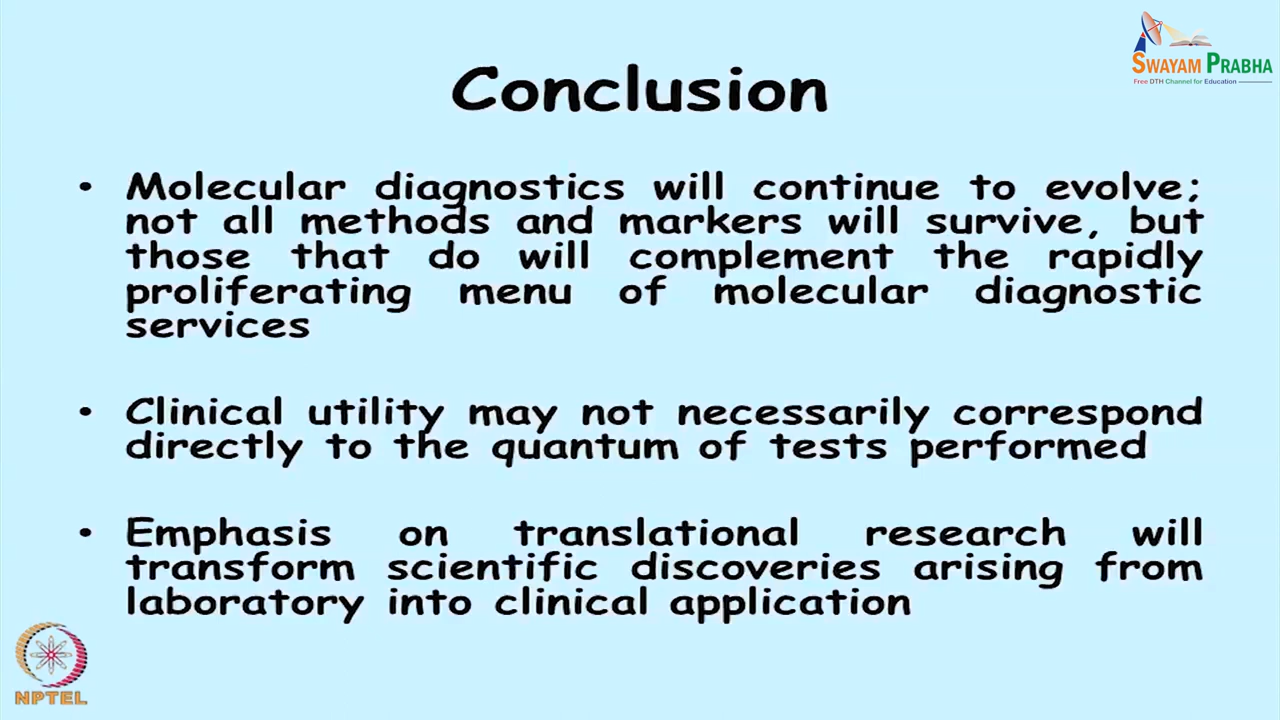 SWAYAM PRABHA
Free DTH Channel for Education
Conclusion
• Molecular diagnostics will continue to evolve;
not all methods and markers will survive, but
those that do will complement the rapidly
proliferating menu of molecular diagnostic
services
• Clinical utility may not necessarily correspond
directly to the quantum of tests performed
• Emphasis on translational research will
transform scientific discoveries arising from
laboratory into clinical application
NPTEL